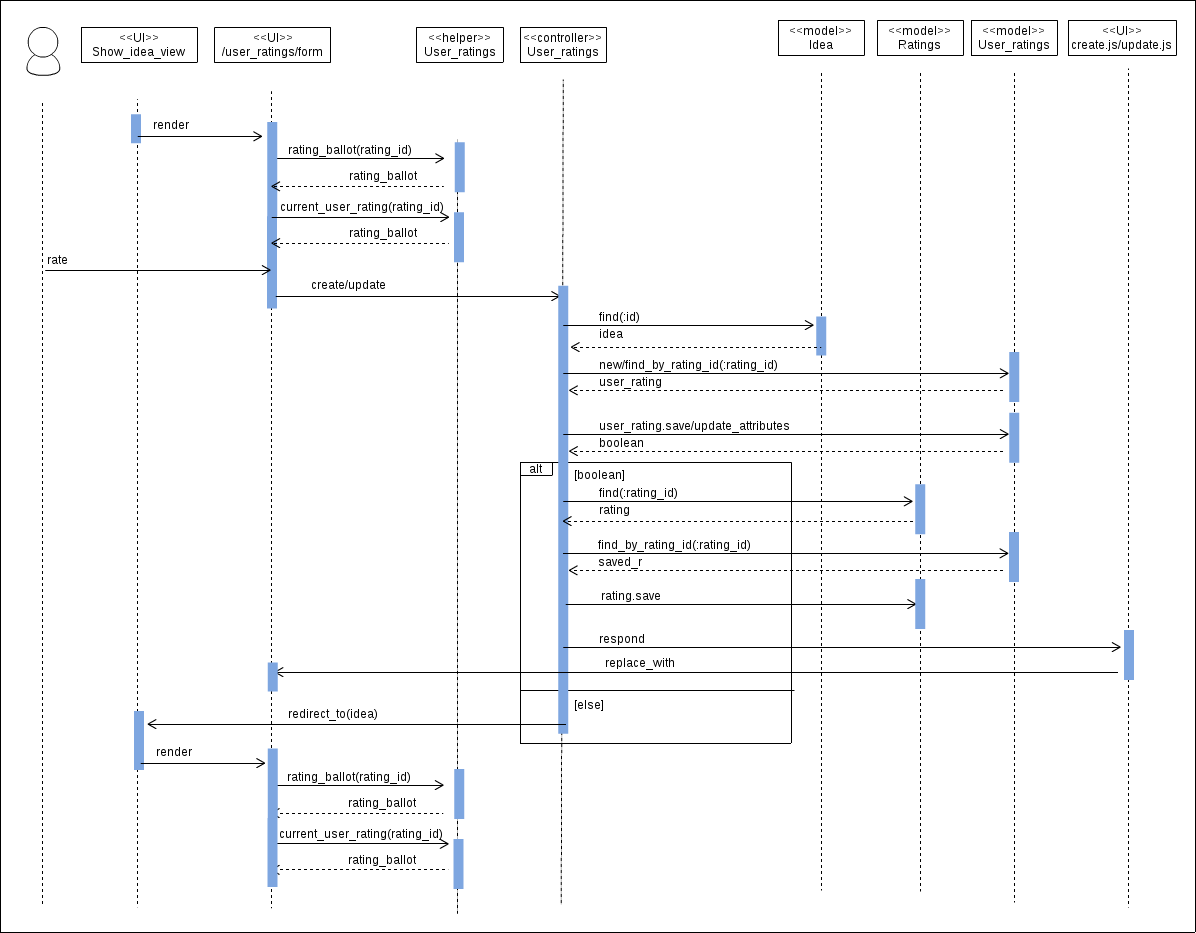 <<UI>>
Show_idea_view
<<UI>>
/user_ratings/form
<<helper>>
User_ratings
<<controller>>
User_ratings
<<model>>
Idea
<<model>>
Ratings
<<model>>
User_ratings
<<UI>>
create.js/update.js
render
rating_ballot(rating_id)
rating_ballot
current_user_rating(rating_id)
rating_ballot
rate
create/update
find(:id)
idea
new/find_by_rating_id(:rating_id)
user_rating
user_rating.save/update_attributes
boolean
alt
[boolean]
find(:rating_id)
rating
find_by_rating_id(:rating_id)
saved_r
rating.save
respond
replace_with
[else]
redirect_to(idea)
render
rating_ballot(rating_id)
rating_ballot
current_user_rating(rating_id)
rating_ballot